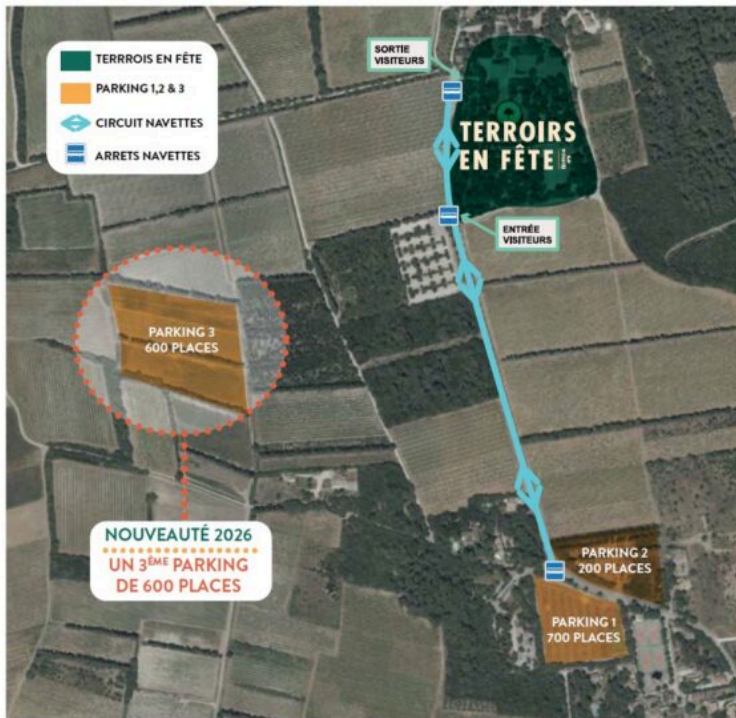 TERRROIS EN FÊTE
PARKING 1,2 & 3
CIRCUIT NAVETTES
ARRETS NAVETTES
SORTIE
VISITEURS
TERROIRS
EN FÊTE
ENTRÉE
VISITEURS
PARKING 3
600 PLACES
NOUVEAUTÉ 2026
UN 3ÈME PARKING
DE 600 PLACES
PARKING 2
200 PLACES
PARKING 1
700 PLACES